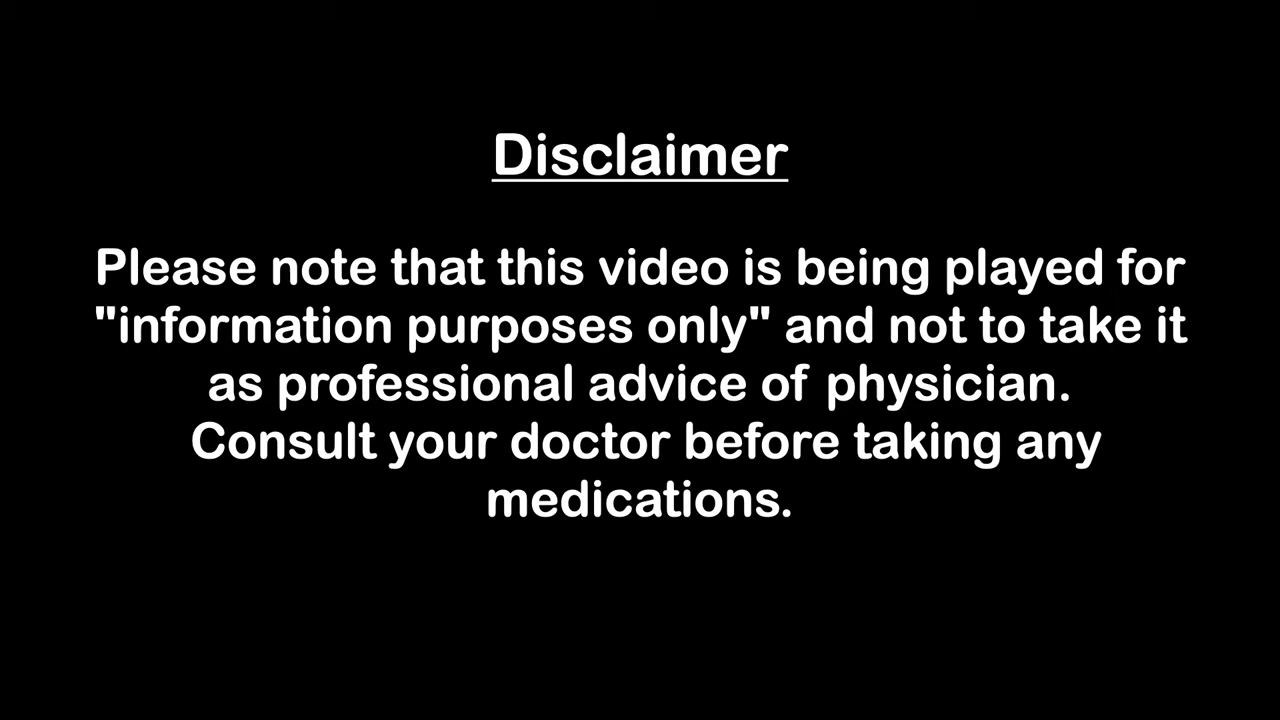 Disclaimer
Please note that this video is being played for
"information purposes only" and not to take it
as professional advice of physician.
Consult your doctor before taking any
medications.